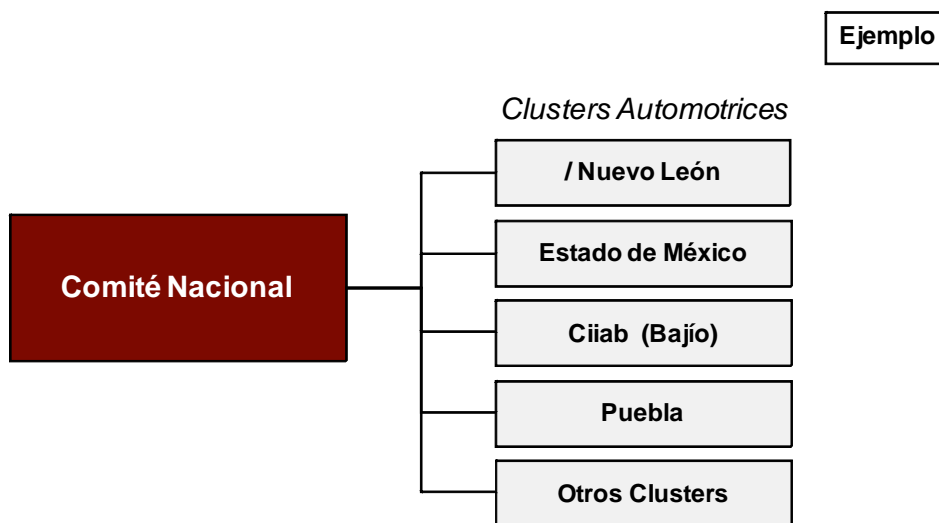 Ejemplo
Clusters Automotrices
/ Nuevo León
Estado de México
Comité Nacional
Ciiab (Bajío)
Puebla
Otros Clusters